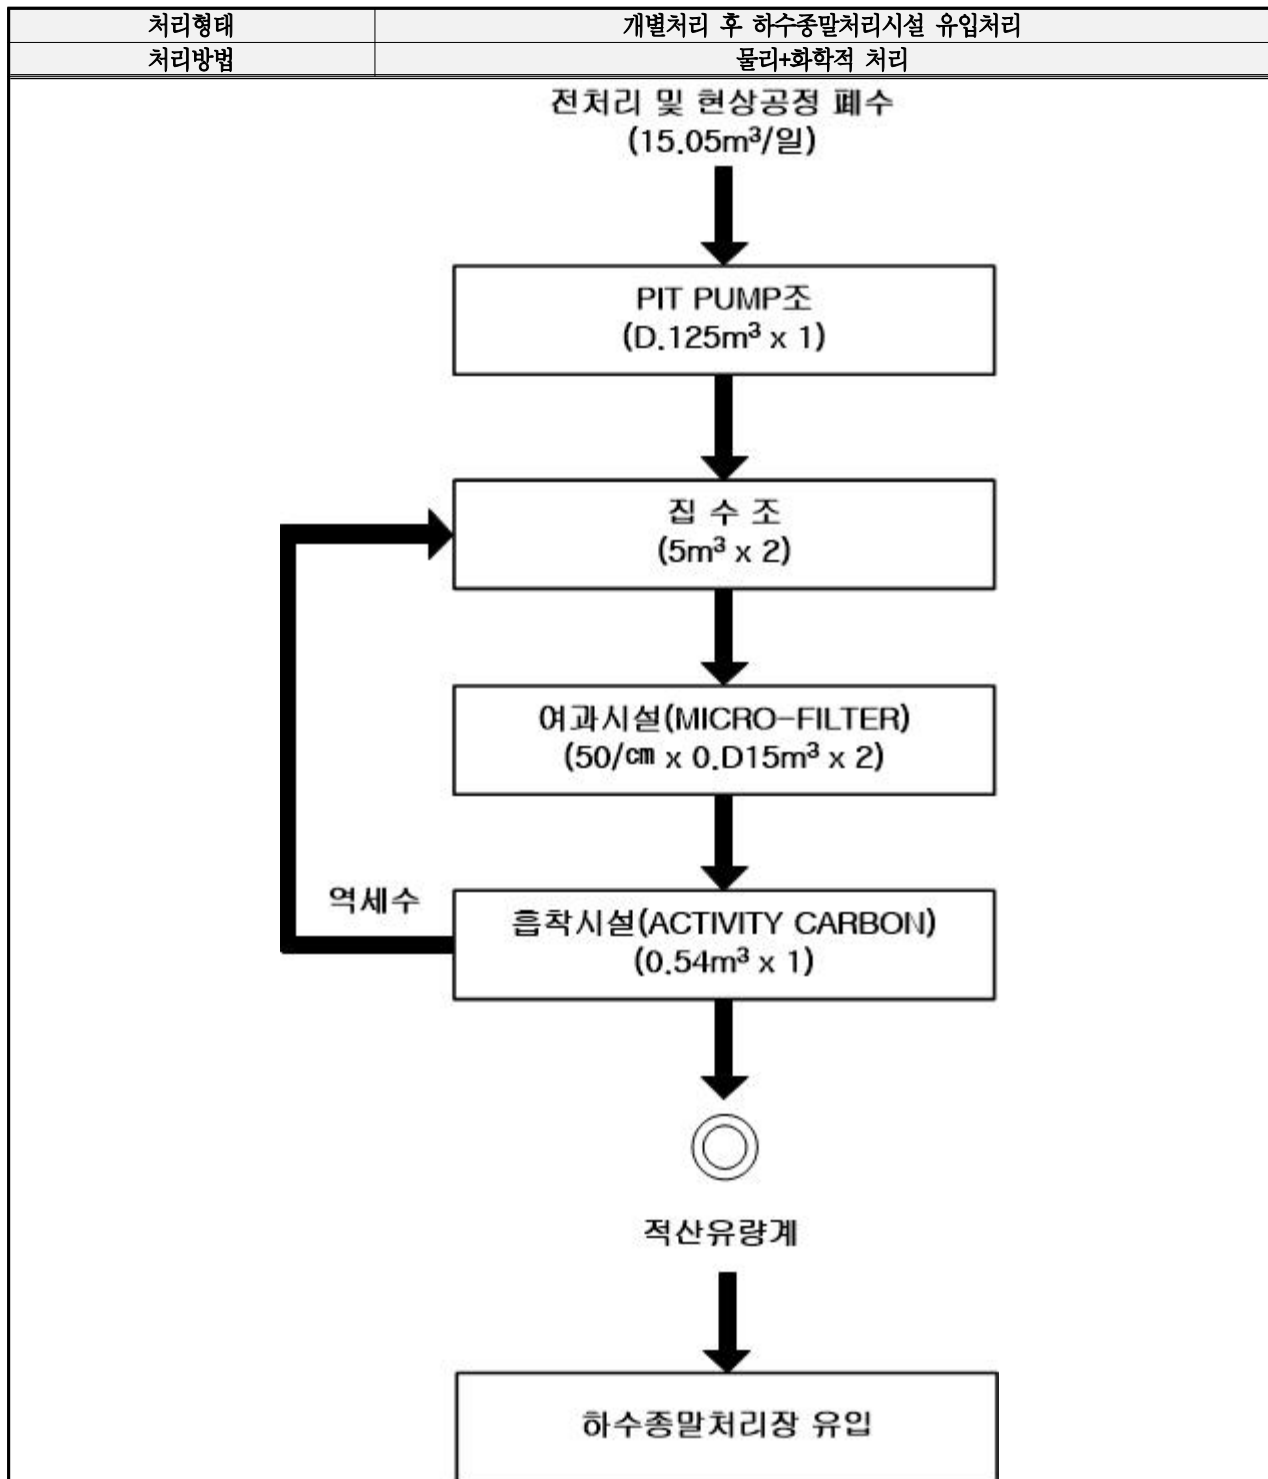 처리형태 개별처리 후 하수종말처리시설 유입처리
처리방법 물리+화학적 처리
전처리 및 현상공정 폐수
(15.05m³/일)
PIT PUMP조
(D.125m³ x 1)
집 수 조
(5m³ x 2)
여과시설(MICRO-FILTER)
(50/㎝ x 0.D15m³ x 2)
역세수
흡착시설(ACTIVITY CARBON)
(0.54m³ x 1)
적산유량계
하수종말처리장 유입